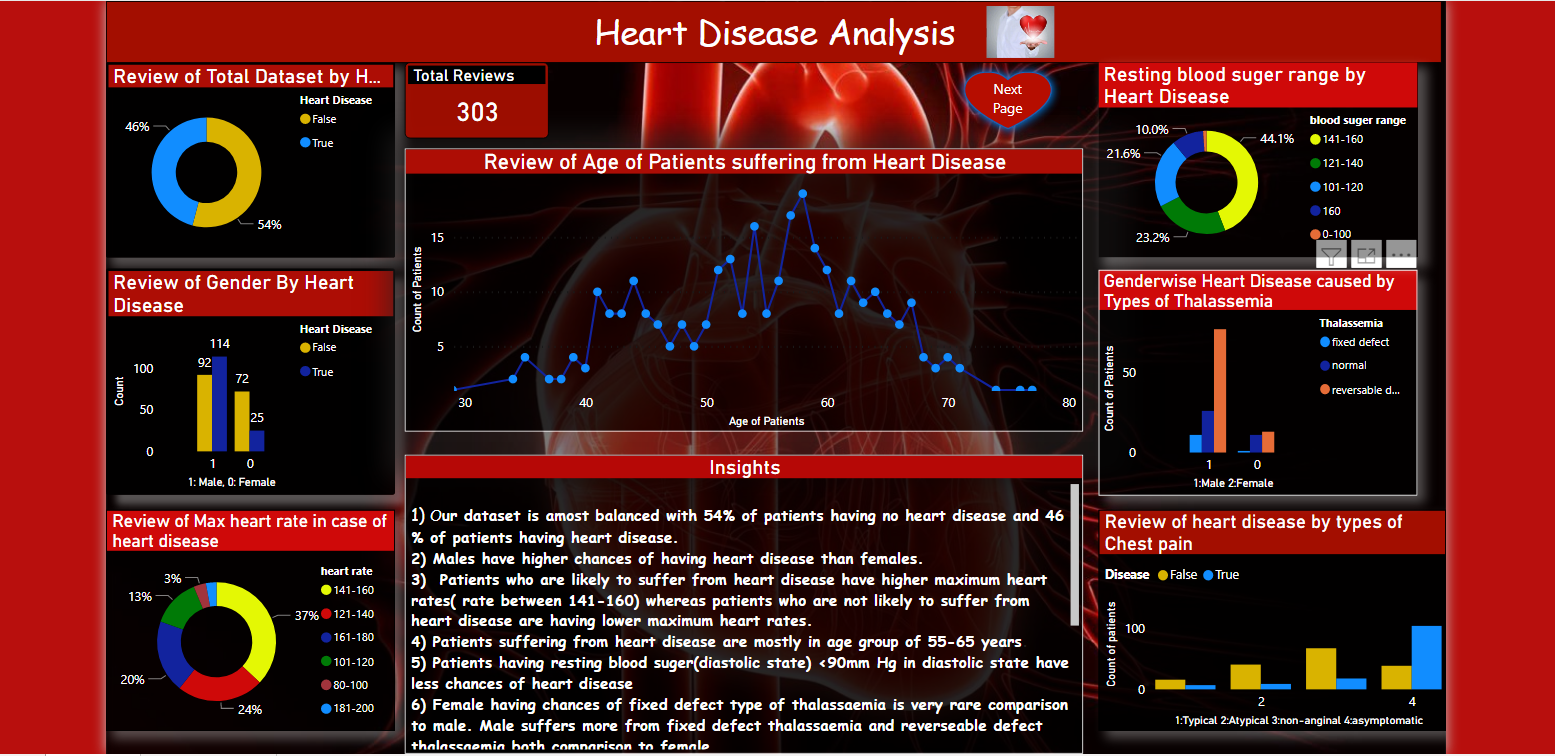 Heart Disease Analysis
Review of Total Dataset by H...
Heart Disease
False
True
46%
54%
Total Reviews
303
Next
Page
Resting blood suger range by
Heart Disease
blood suger range
141-160
121-140
101-120
160
0-100
10.0%
44.1%
21.6%
23.2%
Review of Age of Patients suffering from Heart Disease
Count of Patients
15
10
5
30
40
50
60
70
80
Age of Patients
Review of Gender By Heart
Disease
Heart Disease
False
True
Count
100
50
0
92
114
72
25
1
0
1: Male, 0: Female
Genderwise Heart Disease caused by
Types of Thalassemia
Thalassemia
fixed defect
normal
reversable d...
Count of Patients
50
0
1
0
1:Male 2:Female
Insights
1) Our dataset is amost balanced with 54% of patients having no heart disease and 46
% of patients having heart disease.
2) Males have higher chances of having heart disease than females.
3) Patients who are likely to suffer from heart disease have higher maximum heart
rates( rate between 141-160) whereas patients who are not likely to suffer from
heart disease are having lower maximum heart rates.
4) Patients suffering from heart disease are mostly in age group of 55-65 years
5) Patients having resting blood suger(diastolic state) <90mm Hg in diastolic state have
less chances of heart disease
6) Female having chances of fixed defect type of thalassaemia is very rare comparison
to male. Male suffers more from fixed defect thalassaemia and reverseable defect
thalassaemia both comparison to female
Review of Max heart rate in case of
heart disease
heart rate
141-160
121-140
161-180
101-120
80-100
181-200
3%
13%
37%
20%
24%
Review of heart disease by types of
Chest pain
Disease
False
True
Count of patients
100
0
2
4
1:Typical 2:Atypical 3:non-anginal 4:asymptomatic